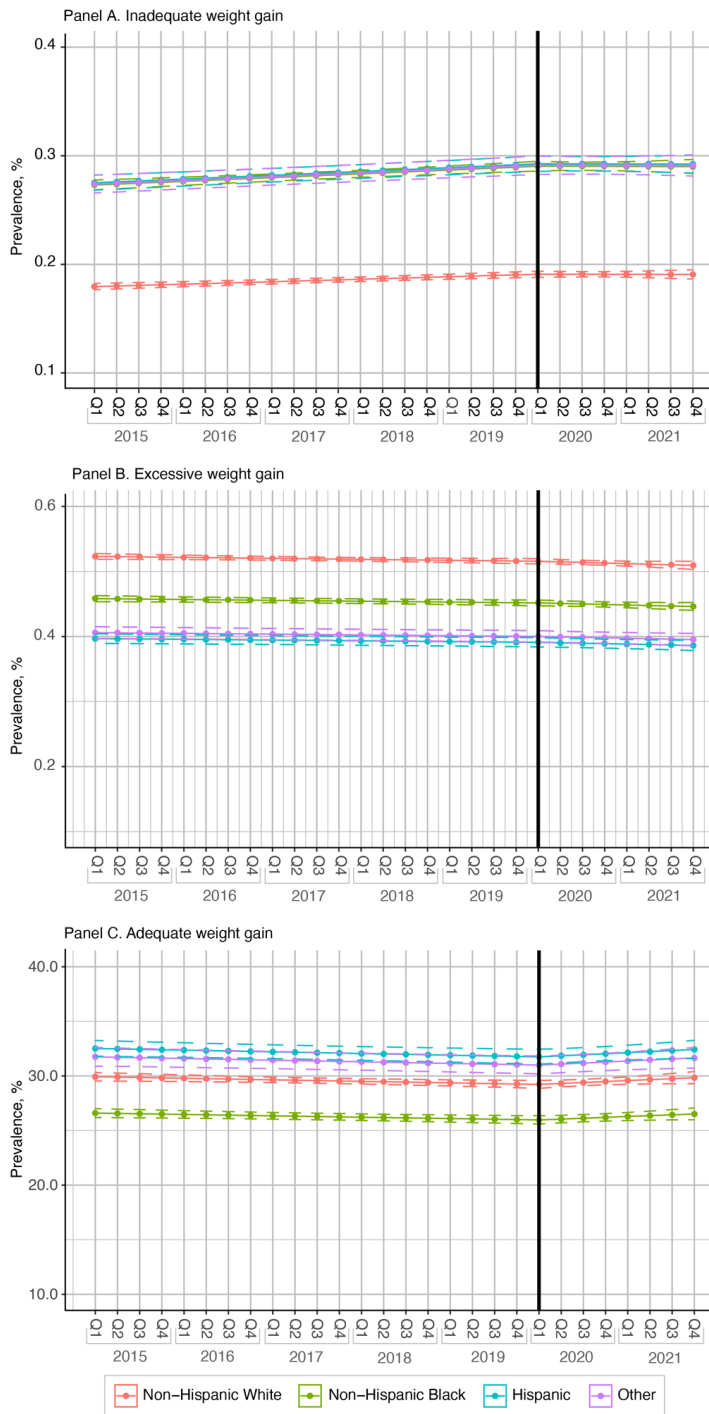 Panel A. Inadequate weight gain
0.4
0.3
0.2
0.1
Prevalence, %
Q1 Q2 Q3 Q4 Q1 Q2 Q3 Q4 Q1 Q2 Q3 Q4 Q1 Q2 Q3 Q4 Q1 Q2 Q3 Q4 Q1 Q2 Q3 Q4 Q1 Q2 Q3 Q4
2015 2016 2017 2018 2019 2020 2021
Panel B. Excessive weight gain
0.6
0.4
0.2
Prevalence, %
Q1 Q2 Q3 Q4 Q1 Q2 Q3 Q4 Q1 Q2 Q3 Q4 Q1 Q2 Q3 Q4 Q1 Q2 Q3 Q4 Q1 Q2 Q3 Q4 Q1 Q2 Q3 Q4
2015 2016 2017 2018 2019 2020 2021
Panel C. Adequate weight gain
40.0
30.0
20.0
10.0
Prevalence, %
Q1 Q2 Q3 Q4 Q1 Q2 Q3 Q4 Q1 Q2 Q3 Q4 Q1 Q2 Q3 Q4 Q1 Q2 Q3 Q4 Q1 Q2 Q3 Q4 Q1 Q2 Q3 Q4
2015 2016 2017 2018 2019 2020 2021
Non−Hispanic White Non−Hispanic Black Hispanic Other